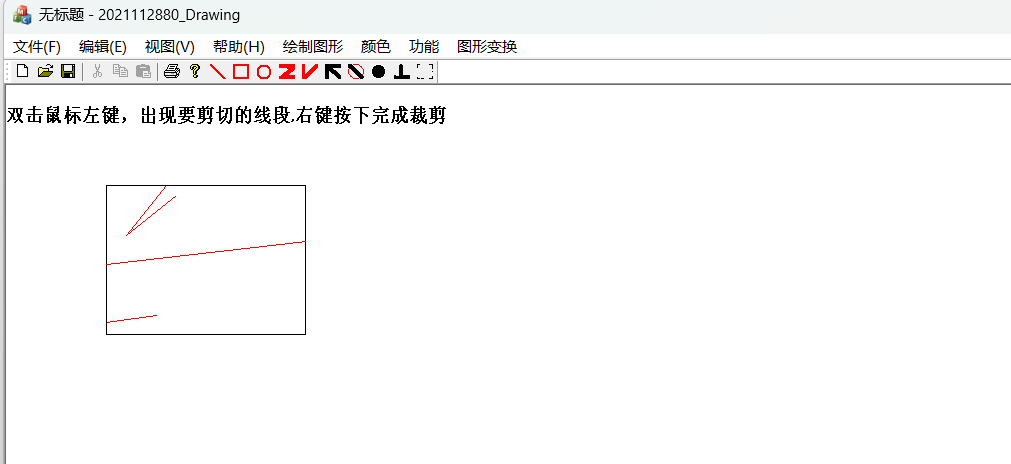 无标题 - 2021112880_Drawing
文件(F) 编辑(E) 视图(V) 帮助(H) 绘制图形 颜色 功能 图形变换
双击鼠标左键，出现要剪切的线段,右键按下完成裁剪